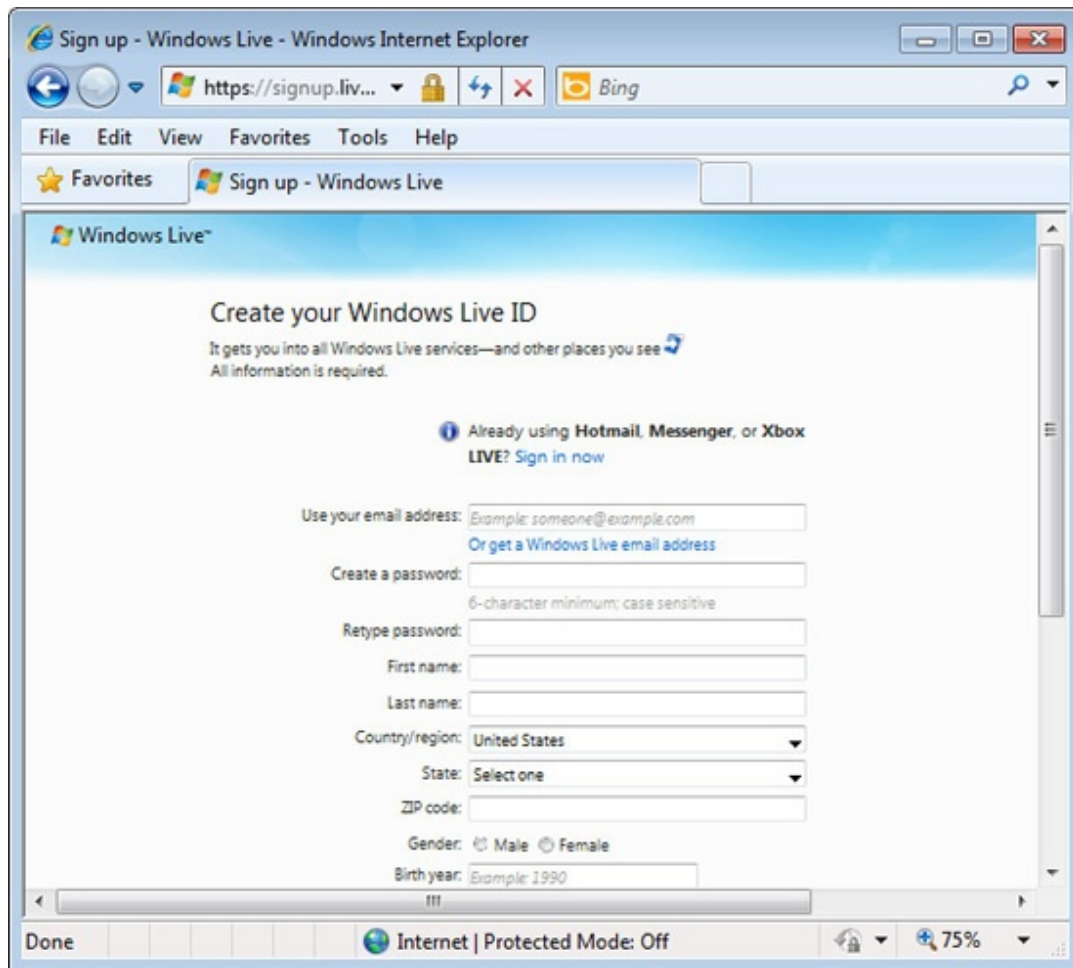 Sign up - Windows Live - Windows Internet Explorer
https://signup.liv...
Bing
File Edit View Favorites Tools Help
Favorites
Sign up - Windows Live
Windows Live™
Create your Windows Live ID
It gets you into all Windows Live services—and other places you see
All information is required.
Already using Hotmail, Messenger, or Xbox
LIVE? Sign in now
Use your email address: Example: someone@example.com
Or get a Windows Live email address
Create a password:
6-character minimum; case sensitive
Retype password:
First name:
Last name:
Country/region: United States
State: Select one
ZIP code:
Gender: Male Female
Birth year: Example: 1990
Done
Internet | Protected Mode: Off
75%